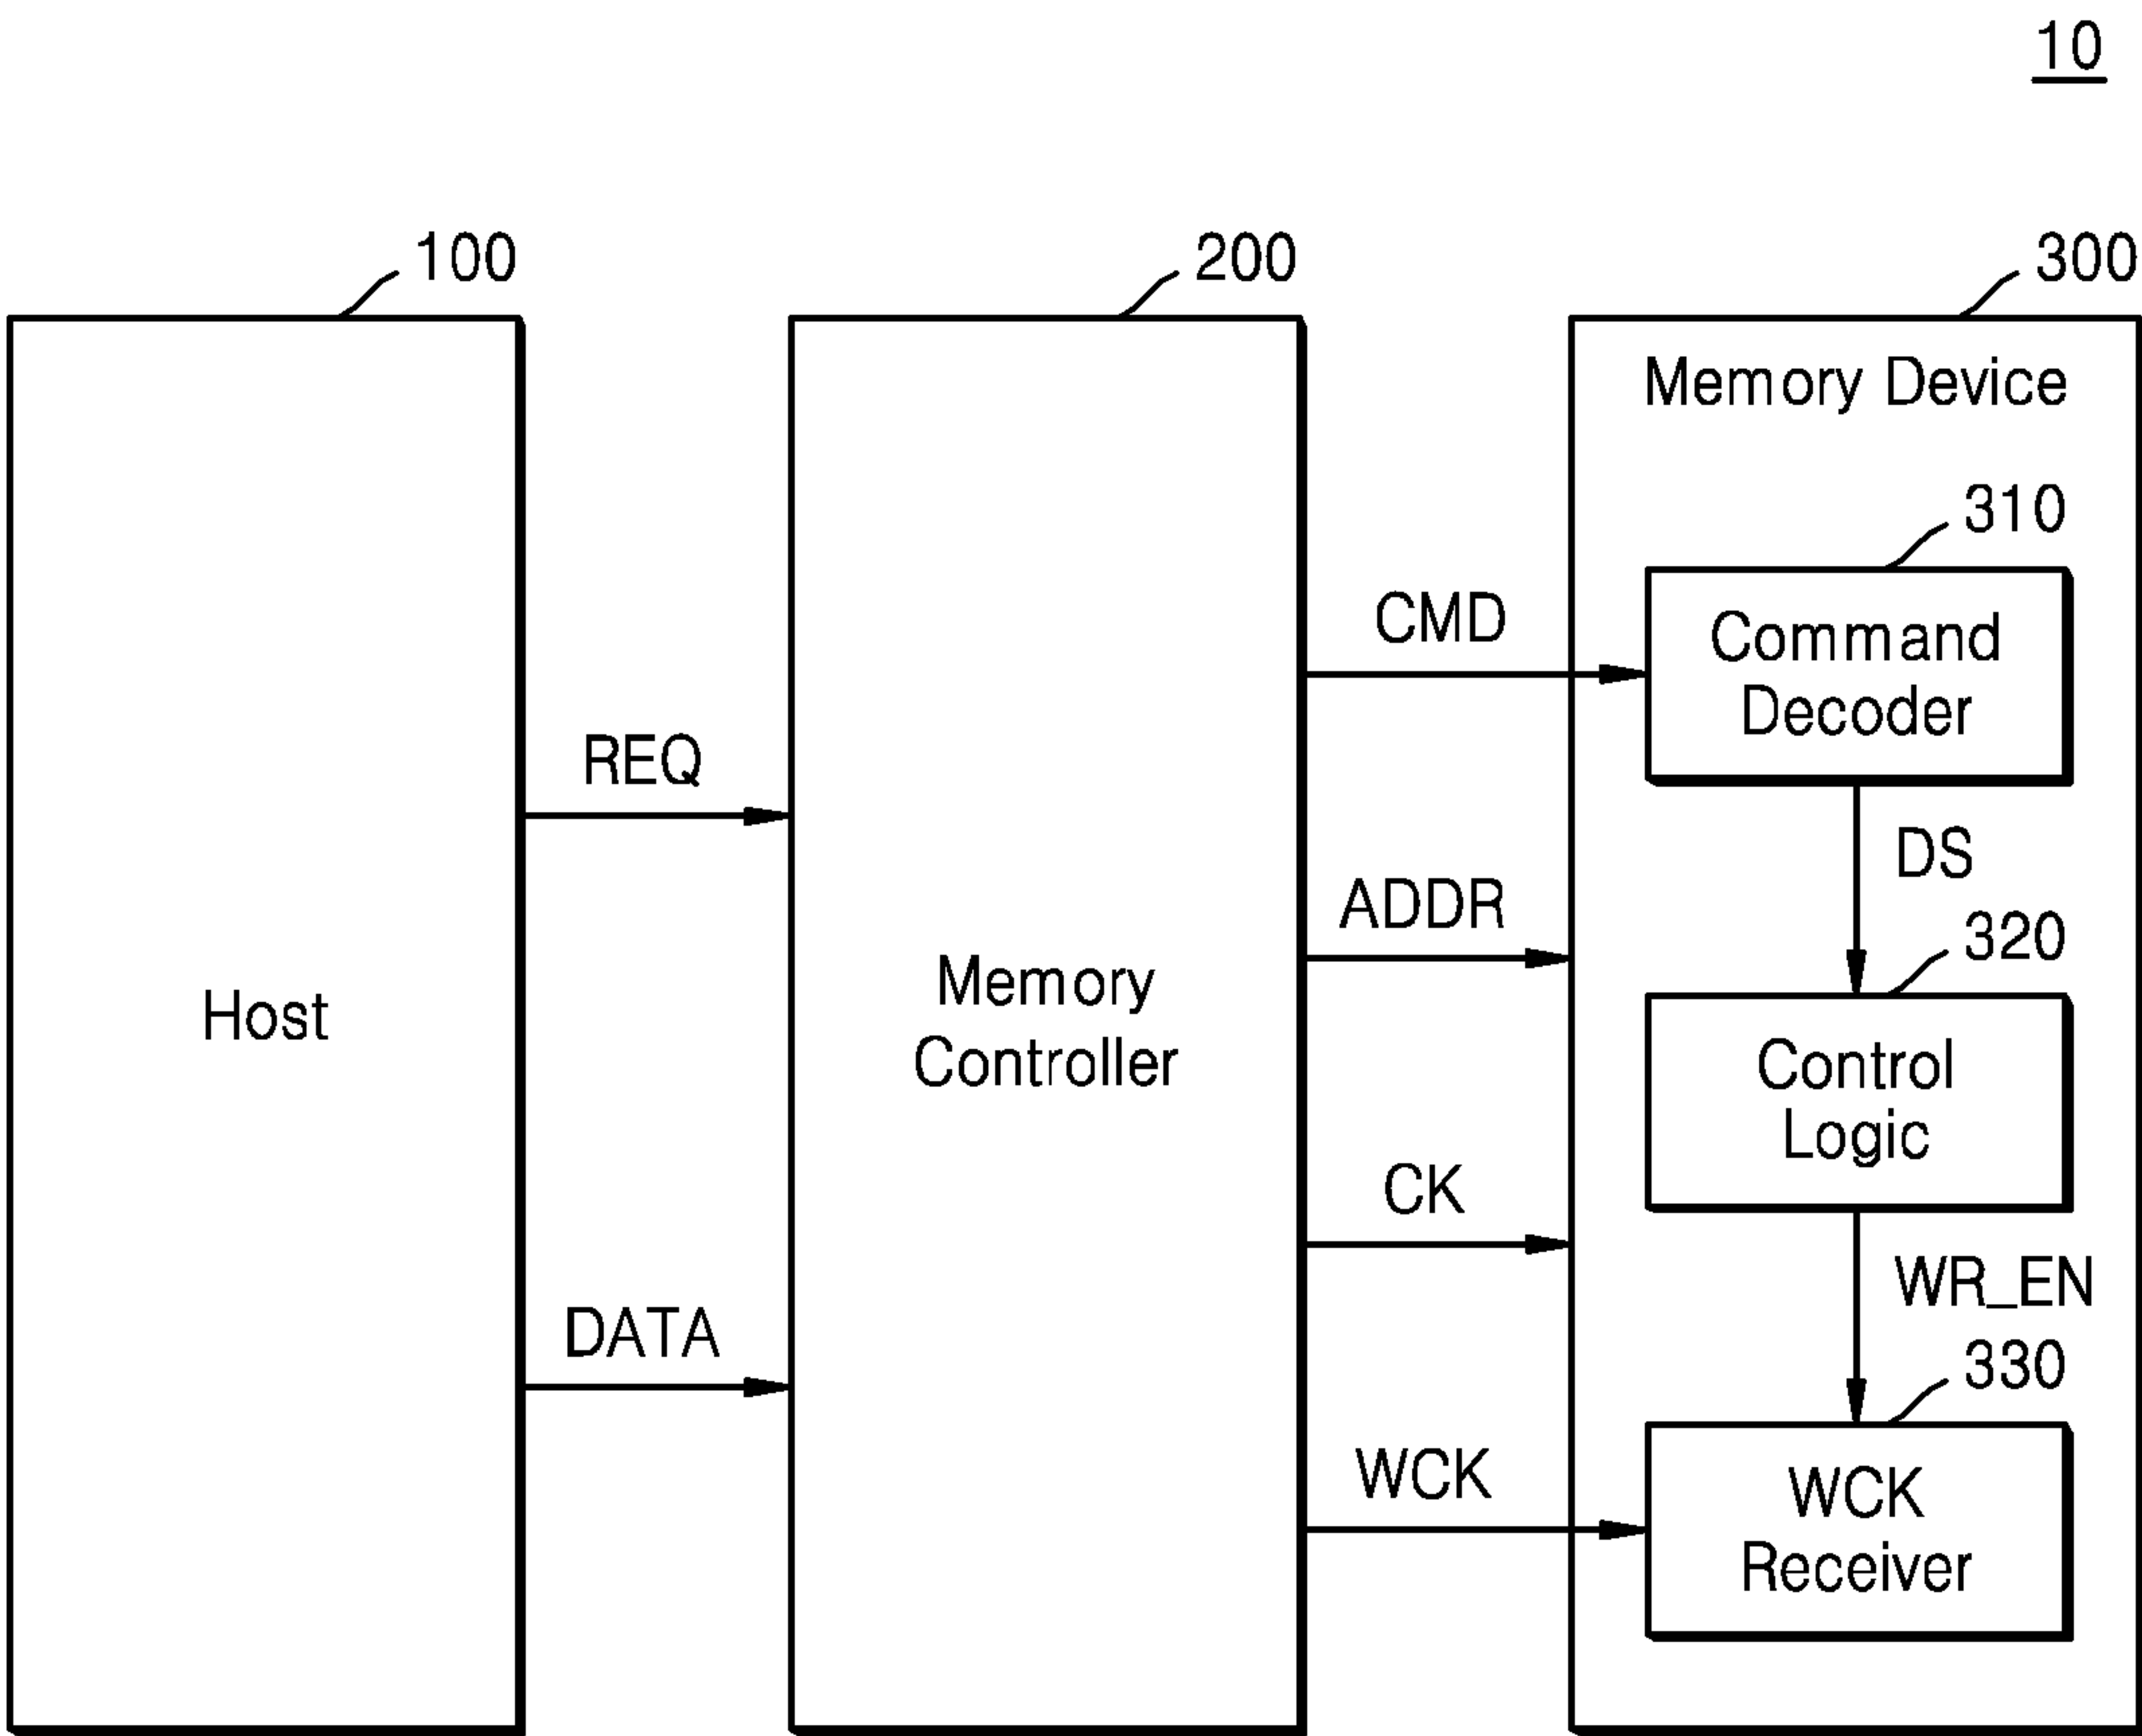 10
100
200
300
Host
REQ
DATA
Memory
Controller
CMD
ADDR
CK
WCK
Memory Device
310
Command
Decoder
DS
320
Control
Logic
WR_EN
330
WCK
Receiver